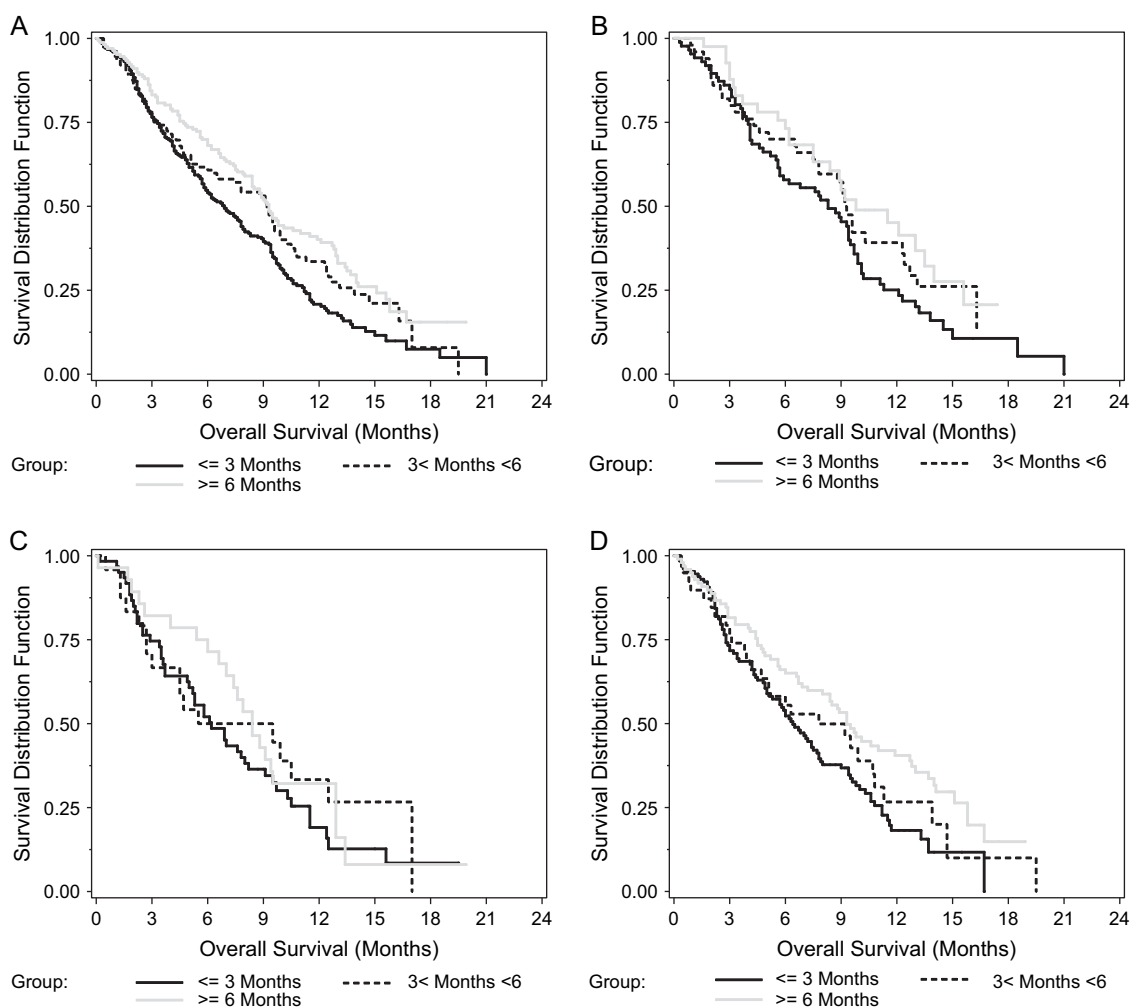 A
Survival Distribution Function
1.00
0.75
0.50
0.25
0.00
0 3 6 9 12 15 18 21 24
Overall Survival (Months)
Group: <= 3 Months 3< Months <6
>= 6 Months
B
Survival Distribution Function
1.00
0.75
0.50
0.25
0.00
0 3 6 9 12 15 18 21 24
Overall Survival (Months)
Group: <= 3 Months 3< Months <6
>= 6 Months
C
Survival Distribution Function
1.00
0.75
0.50
0.25
0.00
0 3 6 9 12 15 18 21 24
Overall Survival (Months)
Group: <= 3 Months 3< Months <6
>= 6 Months
D
Survival Distribution Function
1.00
0.75
0.50
0.25
0.00
0 3 6 9 12 15 18 21 24
Overall Survival (Months)
Group: <= 3 Months 3< Months <6
>= 6 Months